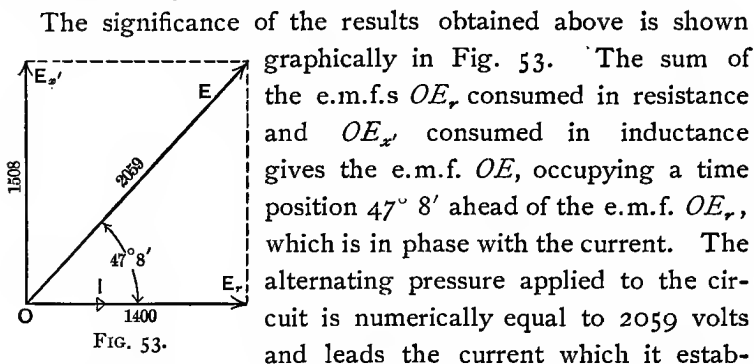 The significance of the results obtained above is shown
graphically in Fig. 53. The sum of
the e.m.f.s OEr consumed in resistance
and OEx' consumed in inductance
gives the e.m.f. OE, occupying a time
position 47° 8′ ahead of the e.m.f. OEr,
which is in phase with the current. The
alternating pressure applied to the cir-
cuit is numerically equal to 2059 volts
and leads the current which it estab-
Ex'
E
1508
2059
47°8′
I
Er
O
1400
FIG. 53.